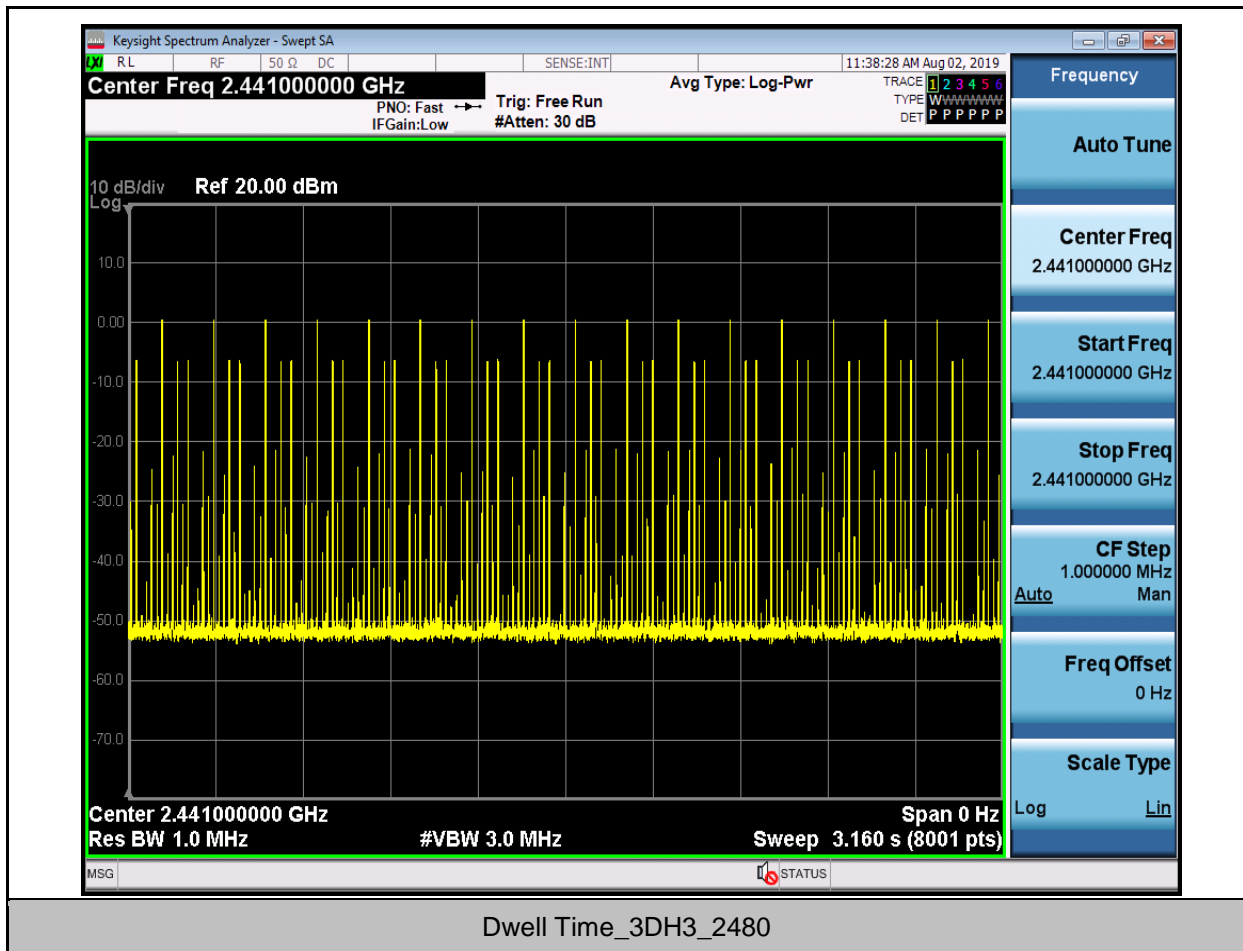 Keysight Spectrum Analyzer - Swept SA
LXI RL RF 50 Ω DC SENSE:INT 11:38:28 AM Aug 02, 2019
Center Freq 2.441000000 GHz
PNO: Fast
IFGain:Low
Trig: Free Run
#Atten: 30 dB
Avg Type: Log-Pwr
TRACE 1 2 3 4 5 6
TYPE WWWWWW
DET P P P P P P
10 dB/div
Log
Ref 20.00 dBm
10.0
0.00
-10.0
-20.0
-30.0
-40.0
-50.0
-60.0
-70.0
Center 2.441000000 GHz
Span 0 Hz
Res BW 1.0 MHz
#VBW 3.0 MHz
Sweep 3.160 s (8001 pts)
MSG
STATUS
Frequency
Auto Tune
Center Freq
2.441000000 GHz
Start Freq
2.441000000 GHz
Stop Freq
2.441000000 GHz
CF Step
1.000000 MHz
Auto Man
Freq Offset
0 Hz
Scale Type
Log Lin
Dwell Time_3DH3_2480